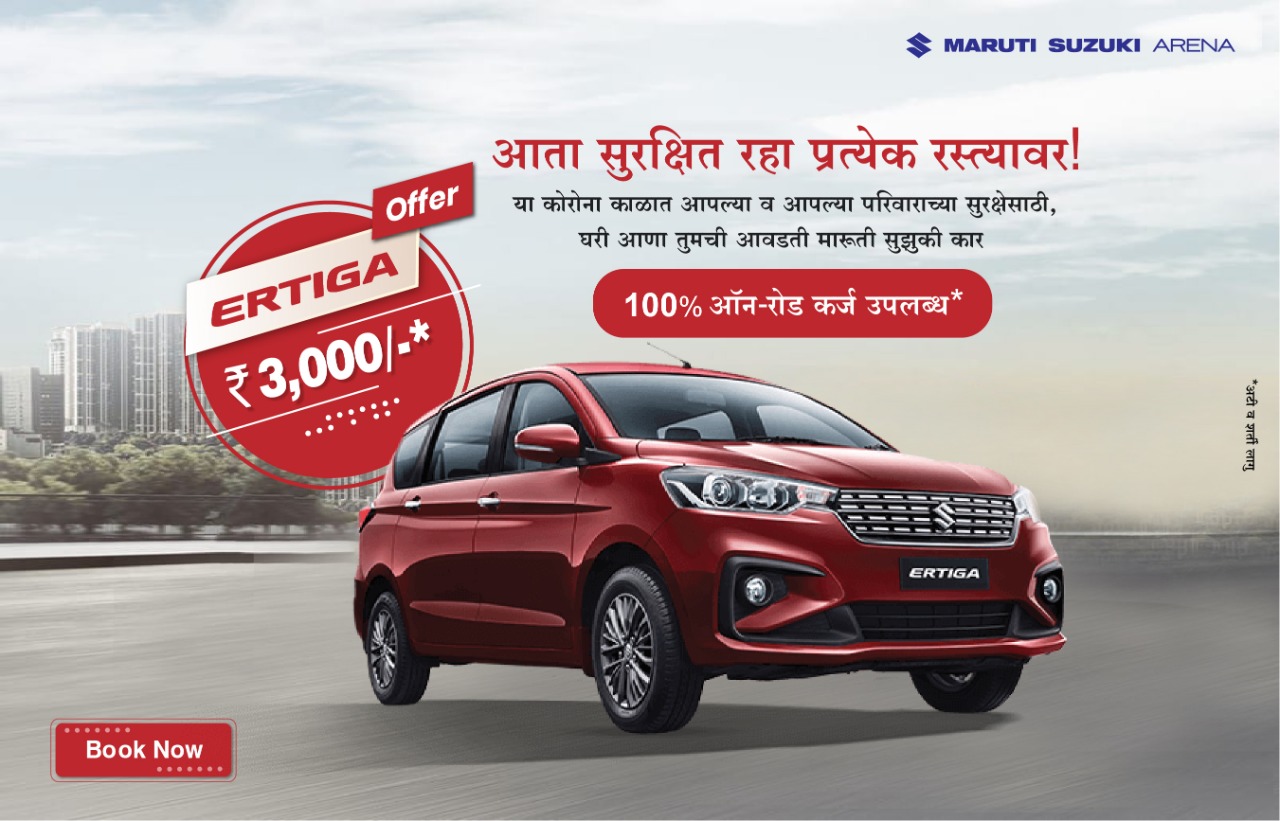 MARUTI SUZUKI ARENA
आता सुरक्षित रहा प्रत्येक रस्त्यावर!
या कोरोना काळात आपल्या व आपल्या परिवाराच्या सुरक्षेसाठी,
घरी आणा तुमची आवडती मारूती सुझुकी कार
100% ऑन-रोड कर्ज उपलब्ध*
Offer
ERTIGA
₹ 3,000/-*
ERTIGA
*अटी व शर्ती लागु
Book Now